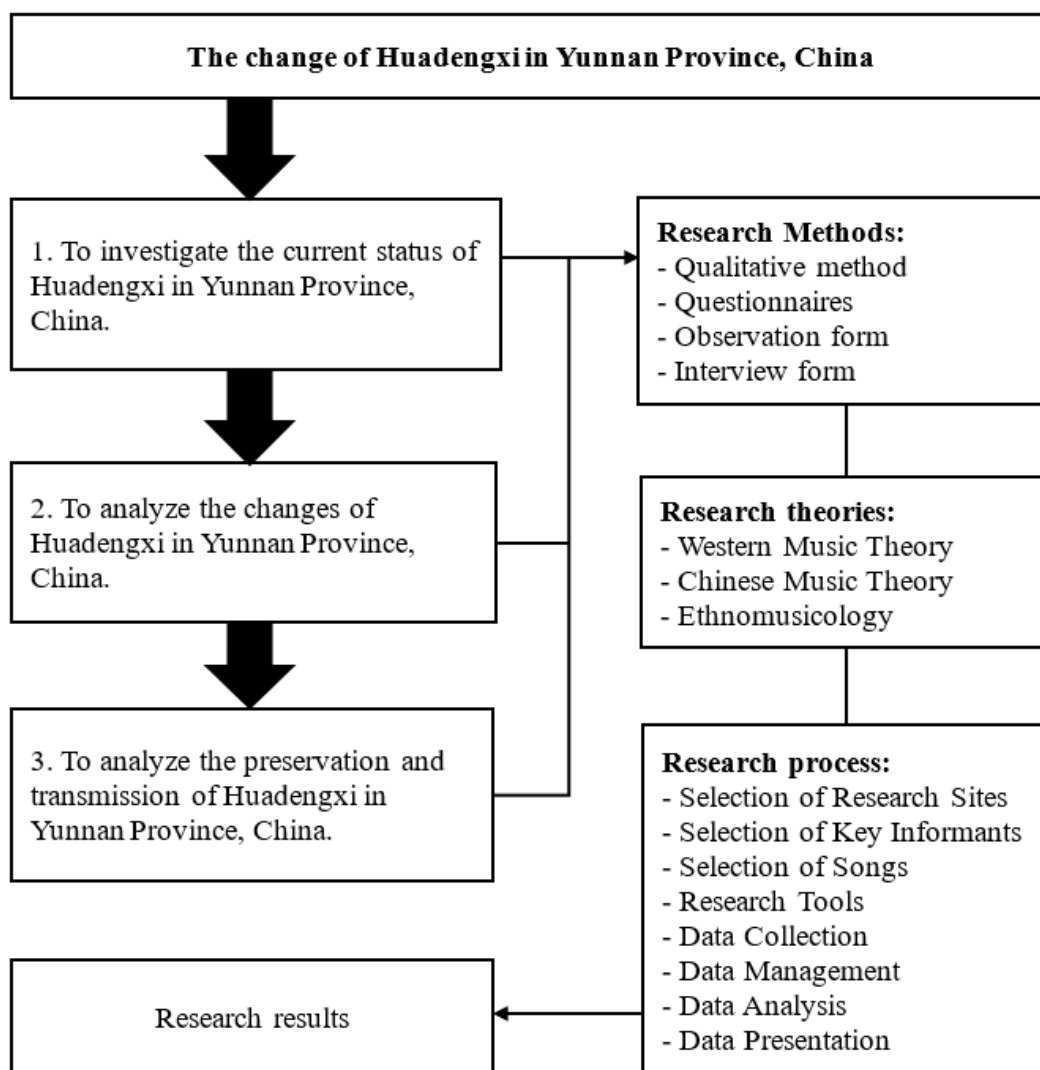 The change of Huadengxi in Yunnan Province, China
1. To investigate the current status of
Huadengxi in Yunnan Province,
China.
2. To analyze the changes of
Huadengxi in Yunnan Province,
China.
3. To analyze the preservation and
transmission of Huadengxi in
Yunnan Province, China.
Research Methods:
- Qualitative method
- Questionnaires
- Observation form
- Interview form
Research theories:
- Western Music Theory
- Chinese Music Theory
- Ethnomusicology
Research process:
- Selection of Research Sites
- Selection of Key Informants
- Selection of Songs
- Research Tools
- Data Collection
- Data Management
- Data Analysis
- Data Presentation
Research results